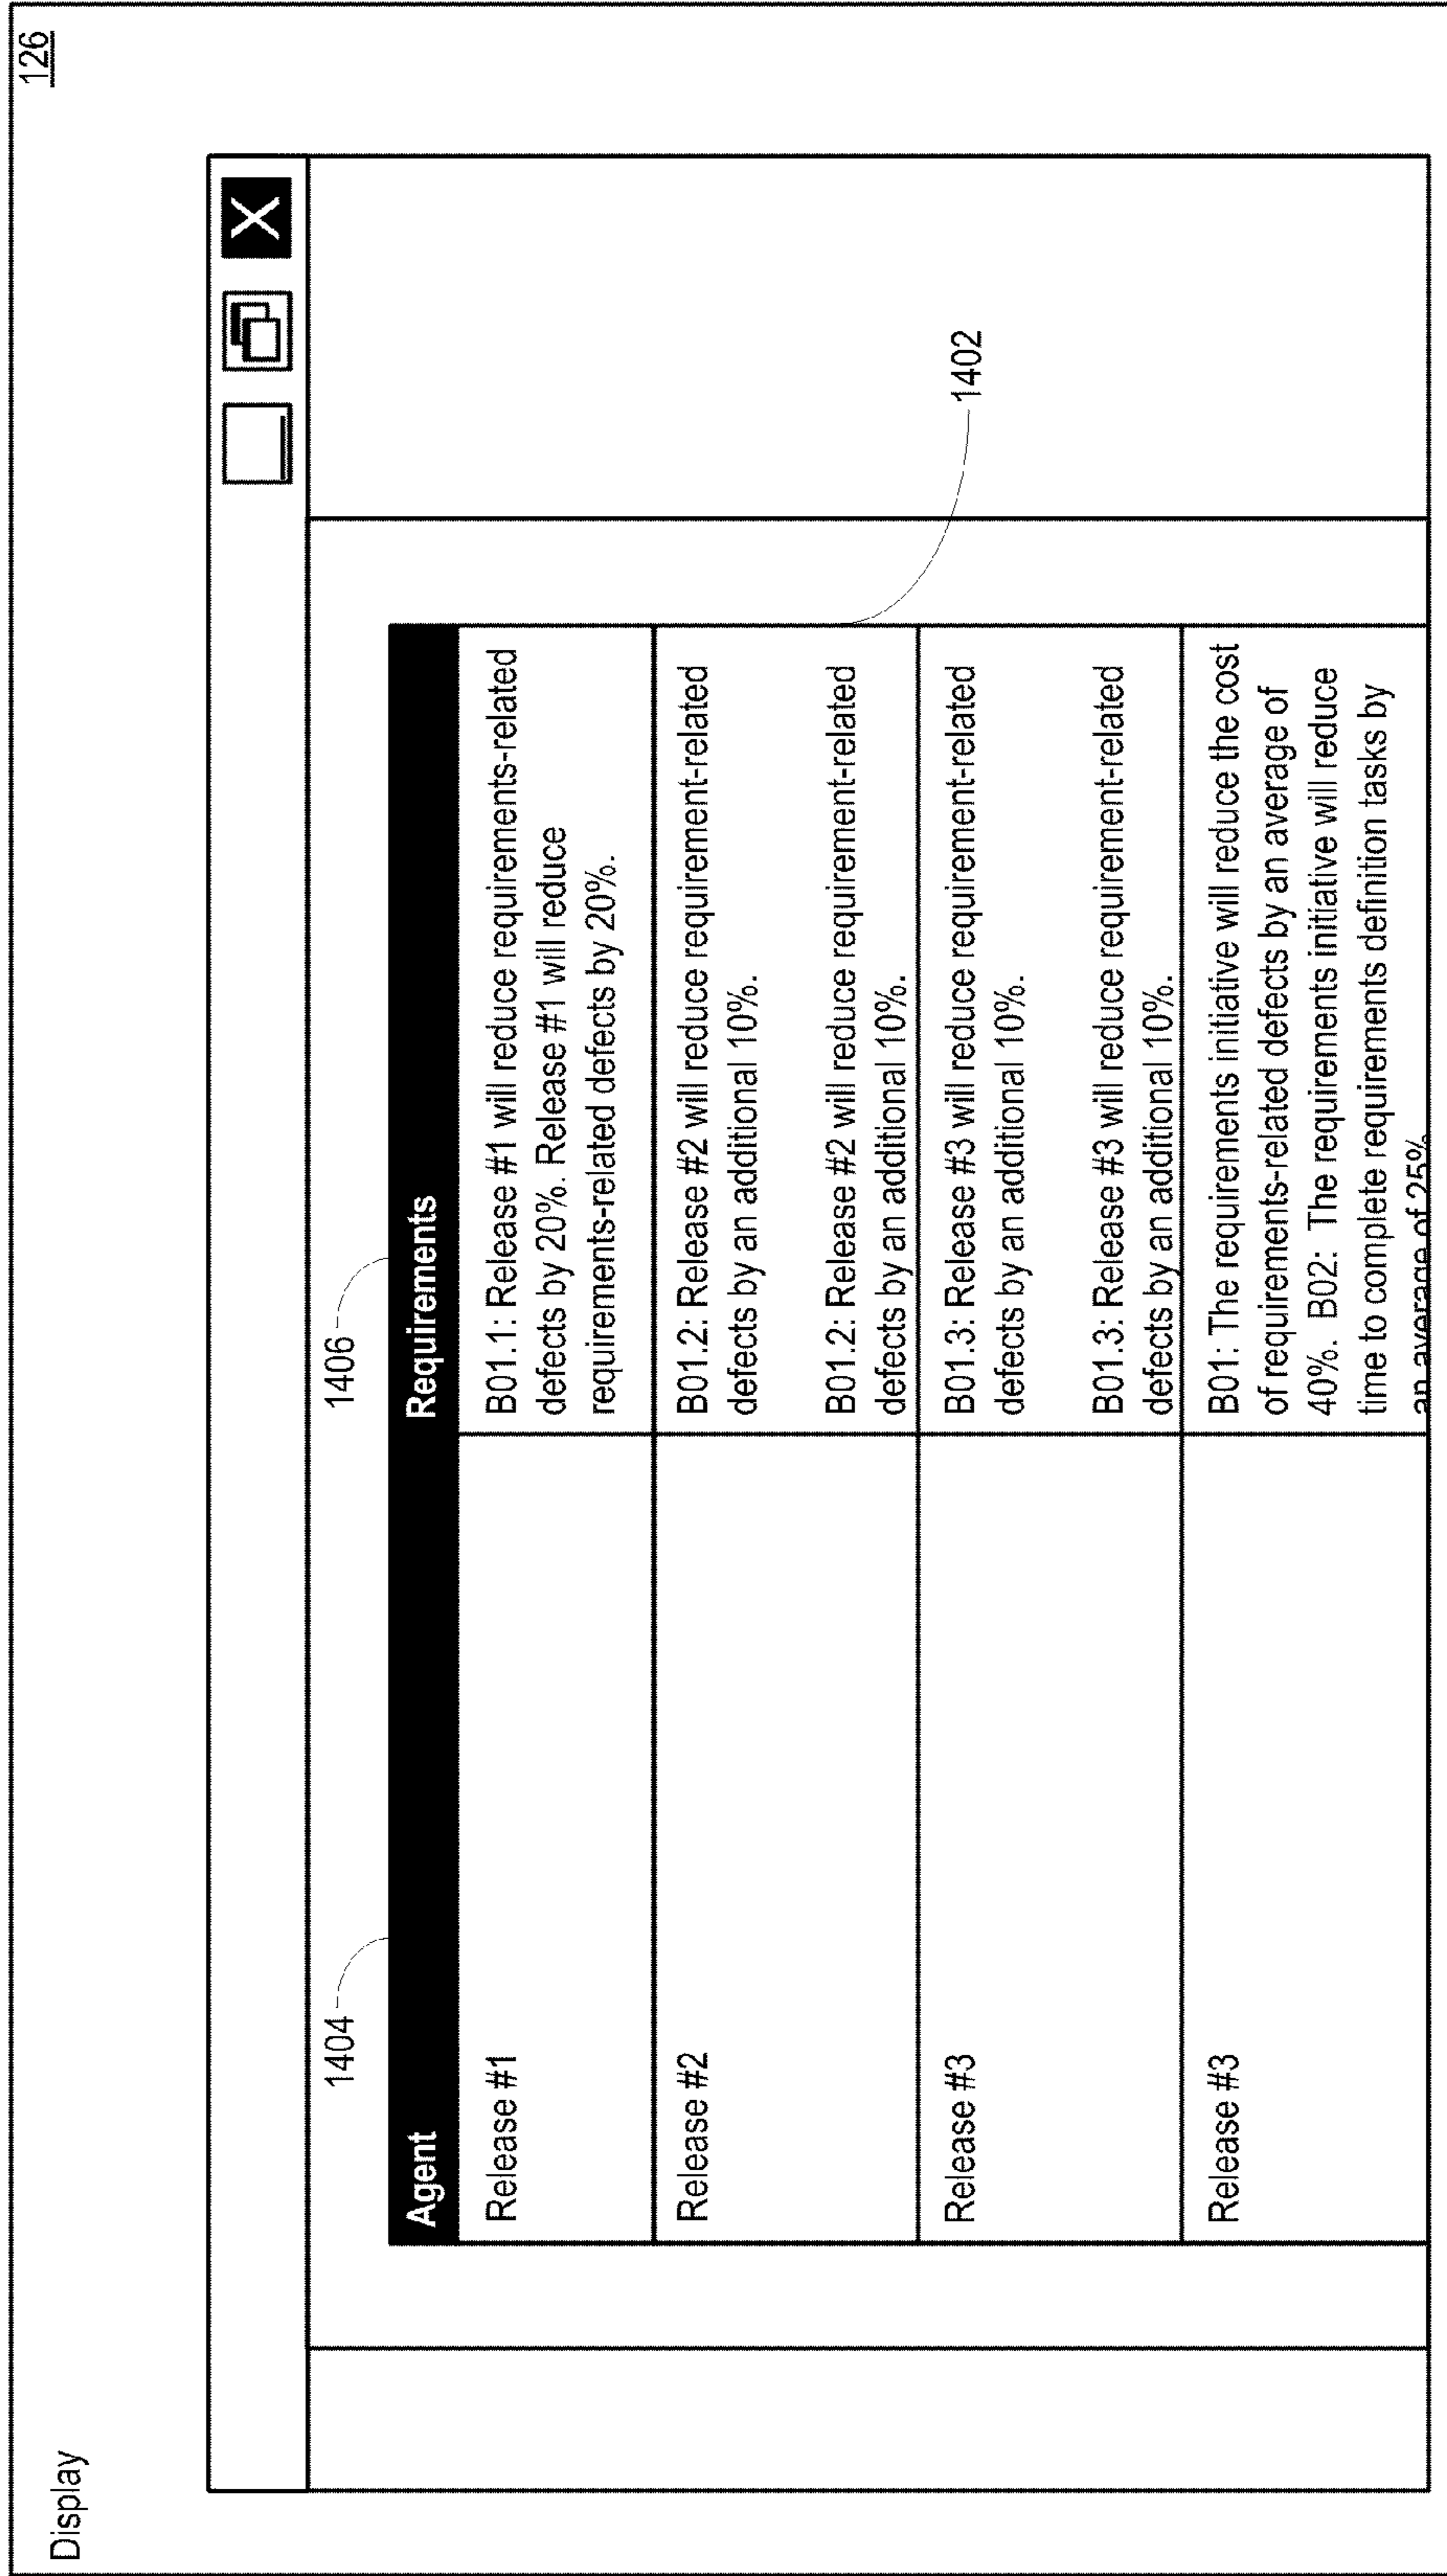 Display
126
X
1404
1406
Agent
Requirements
Release #1
B01.1: Release #1 will reduce requirements-related
defects by 20%. Release #1 will reduce
requirements-related defects by 20%.
Release #2
B01.2: Release #2 will reduce requirement-related
defects by an additional 10%.
B01.2: Release #2 will reduce requirement-related
defects by an additional 10%.
Release #3
B01.3: Release #3 will reduce requirement-related
defects by an additional 10%.
B01.3: Release #3 will reduce requirement-related
defects by an additional 10%.
1402
Release #3
B01: The requirements initiative will reduce the cost
of requirements-related defects by an average of
40%. B02: The requirements initiative will reduce
time to complete requirements definition tasks by
an average of 25%